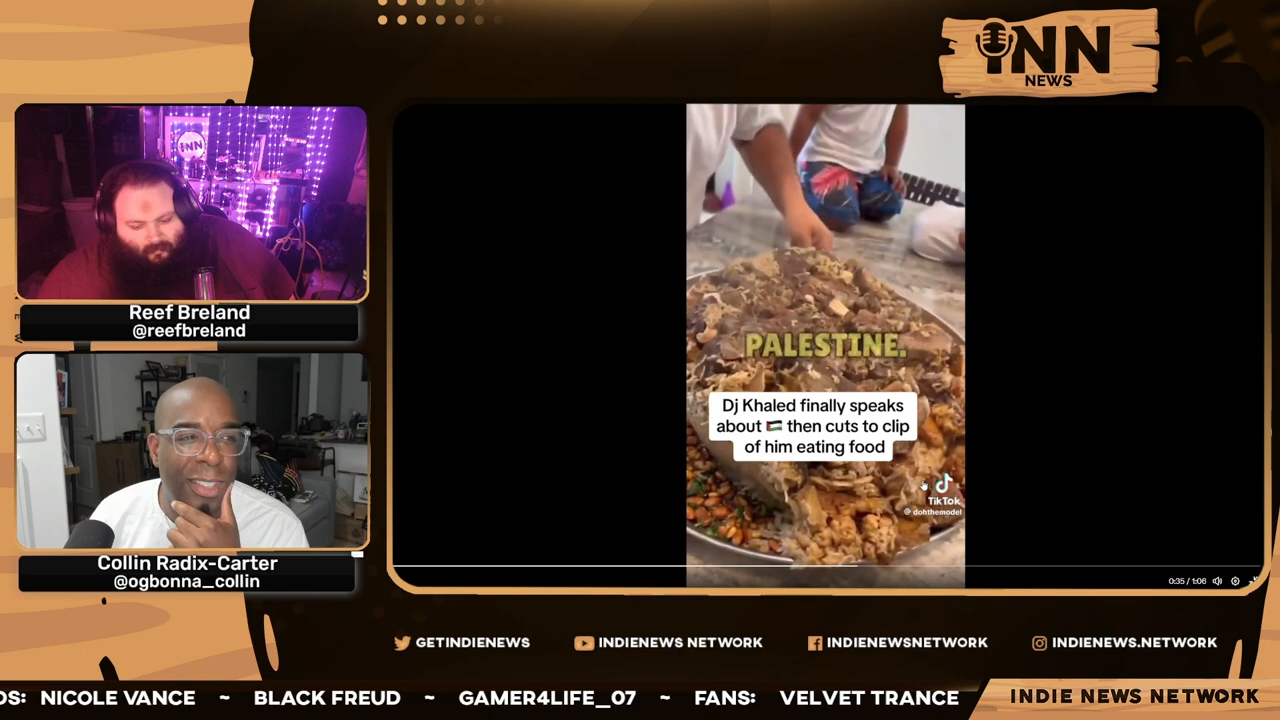 INN
NEWS
INN
Reef Breland
@reefbreland
Collin Radix-Carter
@ogbonna_collin
PALESTINE.
Dj Khaled finally speaks
about 🇵🇸 then cuts to clip
of him eating food
TikTok
@dohthemodel
0:35 / 1:06
GETINDIENEWS
INDIENEWS NETWORK
INDIENEWSNETWORK
INDIENEWS.NETWORK
DS: NICOLE VANCE ~ BLACK FREUD ~ GAMER4LIFE_07 ~ FANS: VELVET TRANCE
INDIE NEWS NETWORK